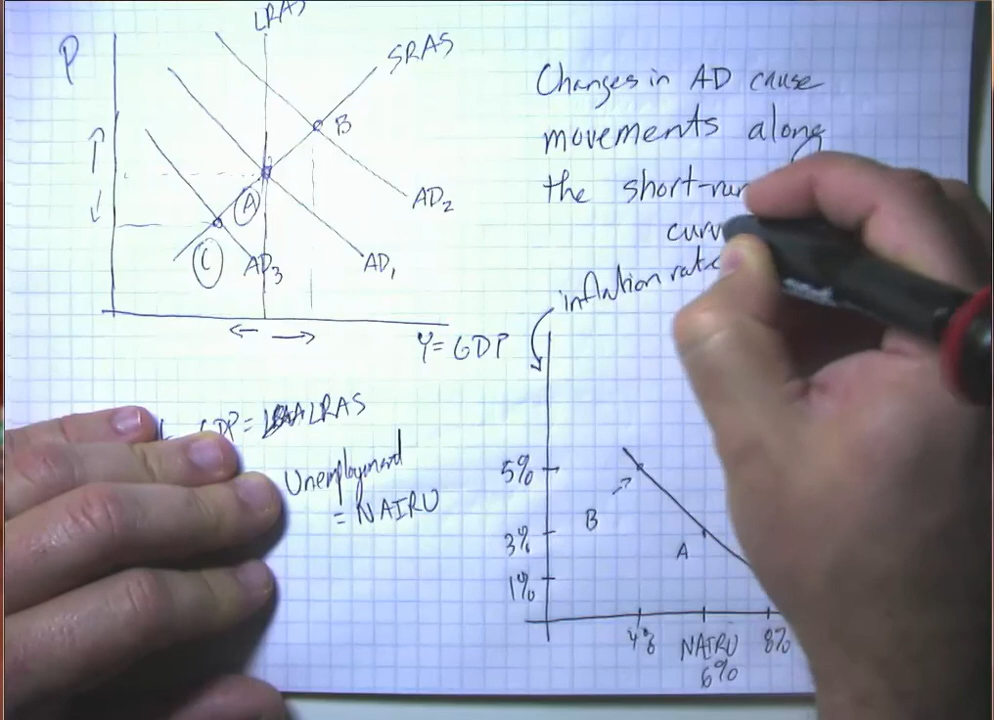 LRAS
P
SRAS
B
A
AD₂
C
AD₃
AD₁
Y = GDP
GDP = LRAS
Unemployment
= NAIRU
Changes in AD cause
movements along
the short-run
inflation rate
5%
B
3%
A
1%
4%
NAIRU
8%
6%